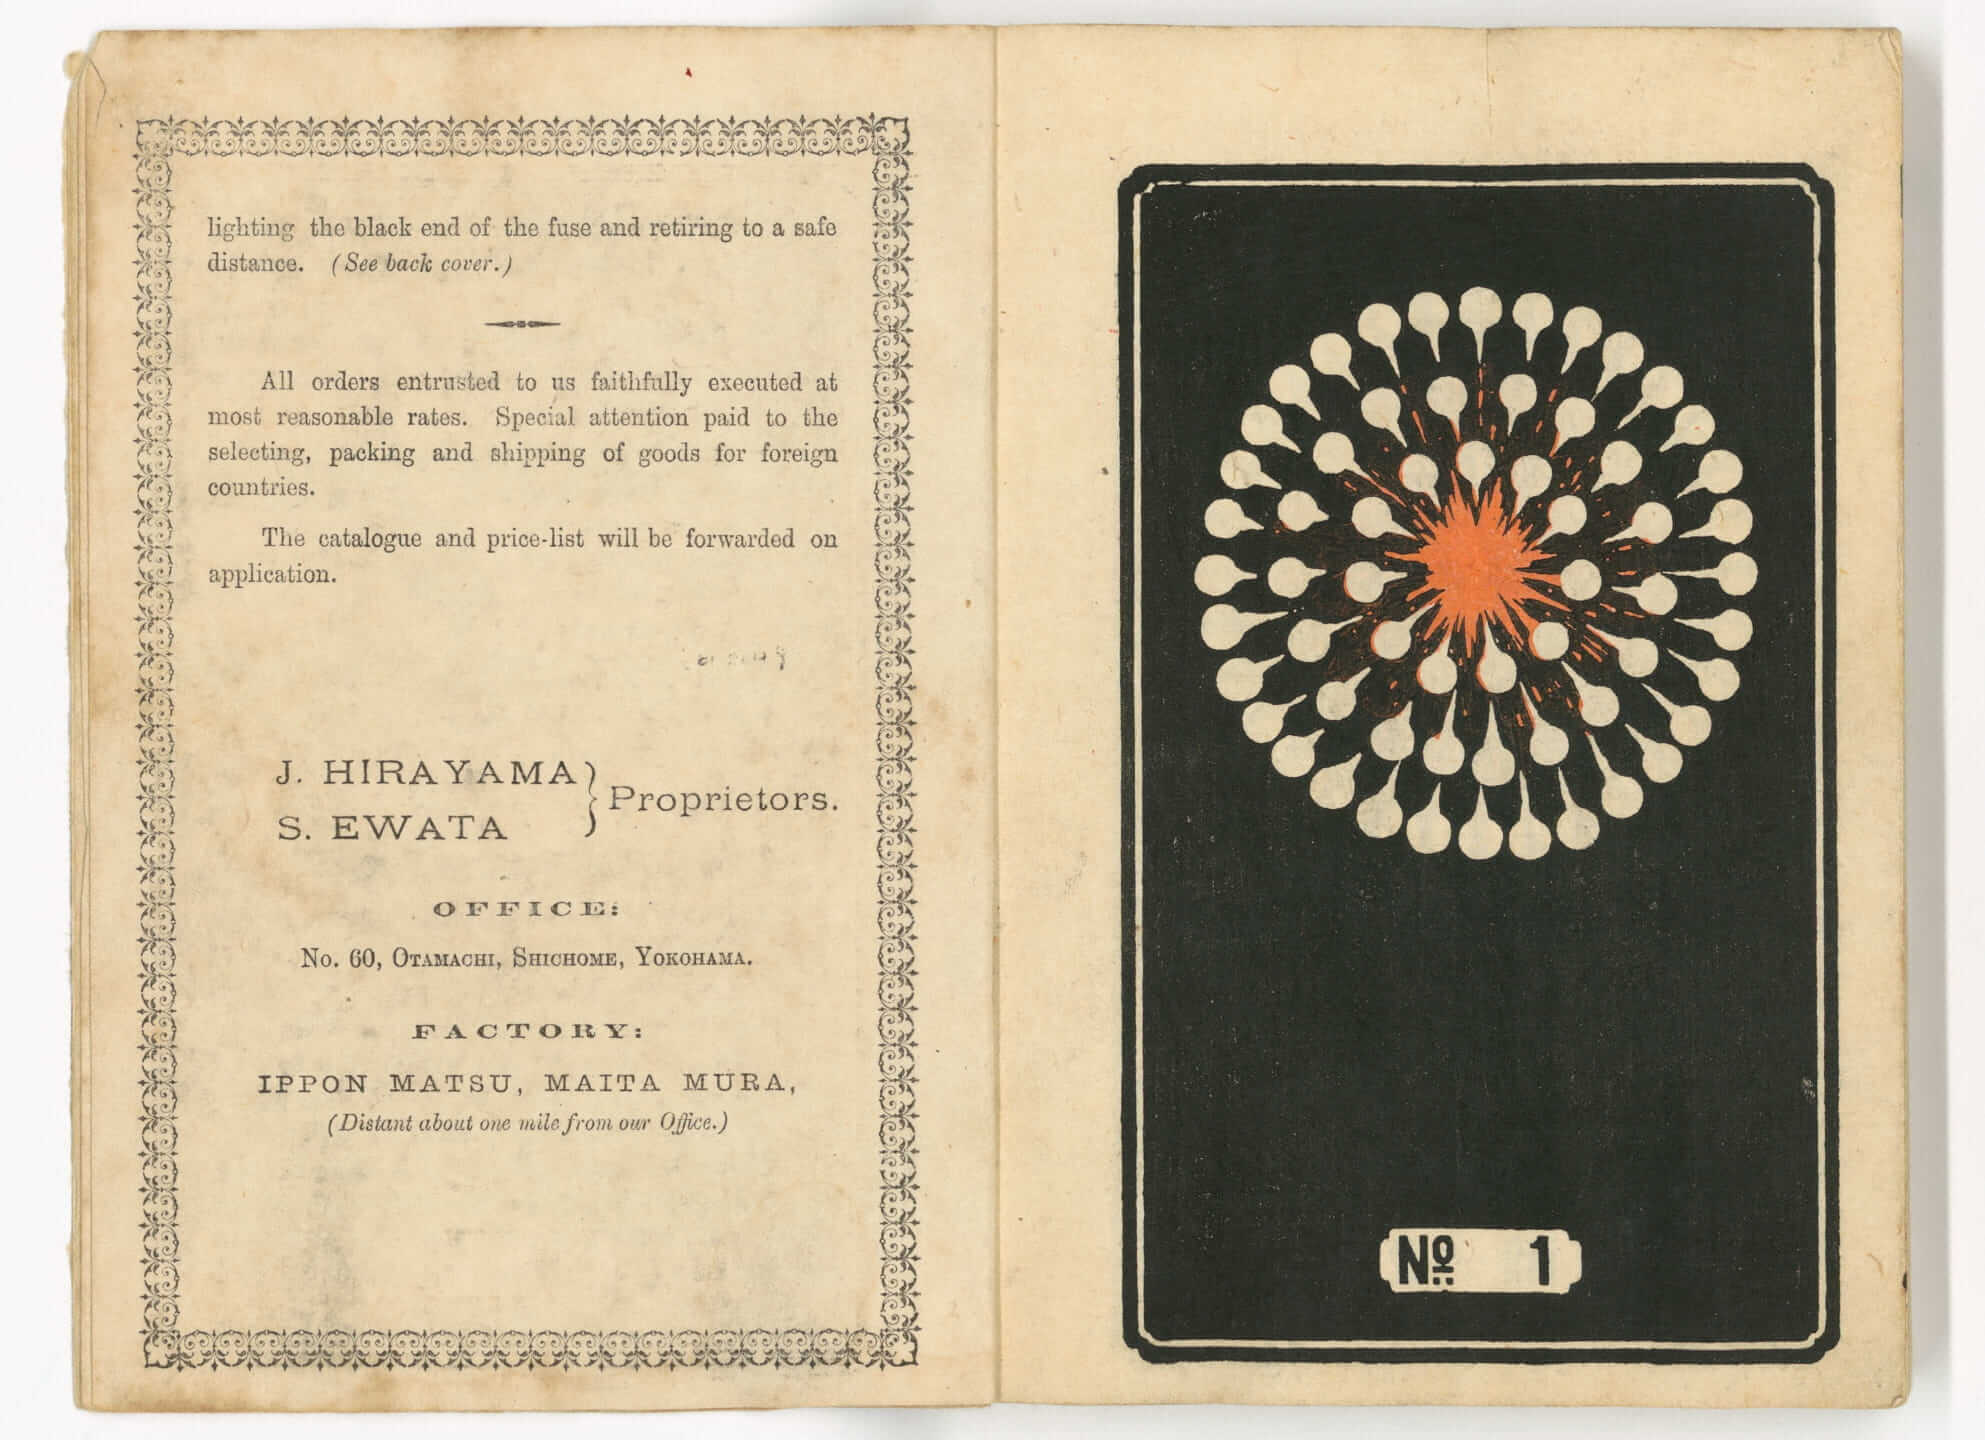 lighting the black end of the fuse and retiring to a safe
distance. (See back cover.)
All orders entrusted to us faithfully executed at
most reasonable rates. Special attention paid to the
selecting, packing and shipping of goods for foreign
countries.
The catalogue and price-list will be forwarded on
application.
J. HIRAYAMA
S. EWATA
} Proprietors.
OFFICE:
No. 60, OTAMACHI, SHICHOME, YOKOHAMA.
FACTORY:
IPPON MATSU, MAITA MURA,
(Distant about one mile from our Office.)
Nº 1